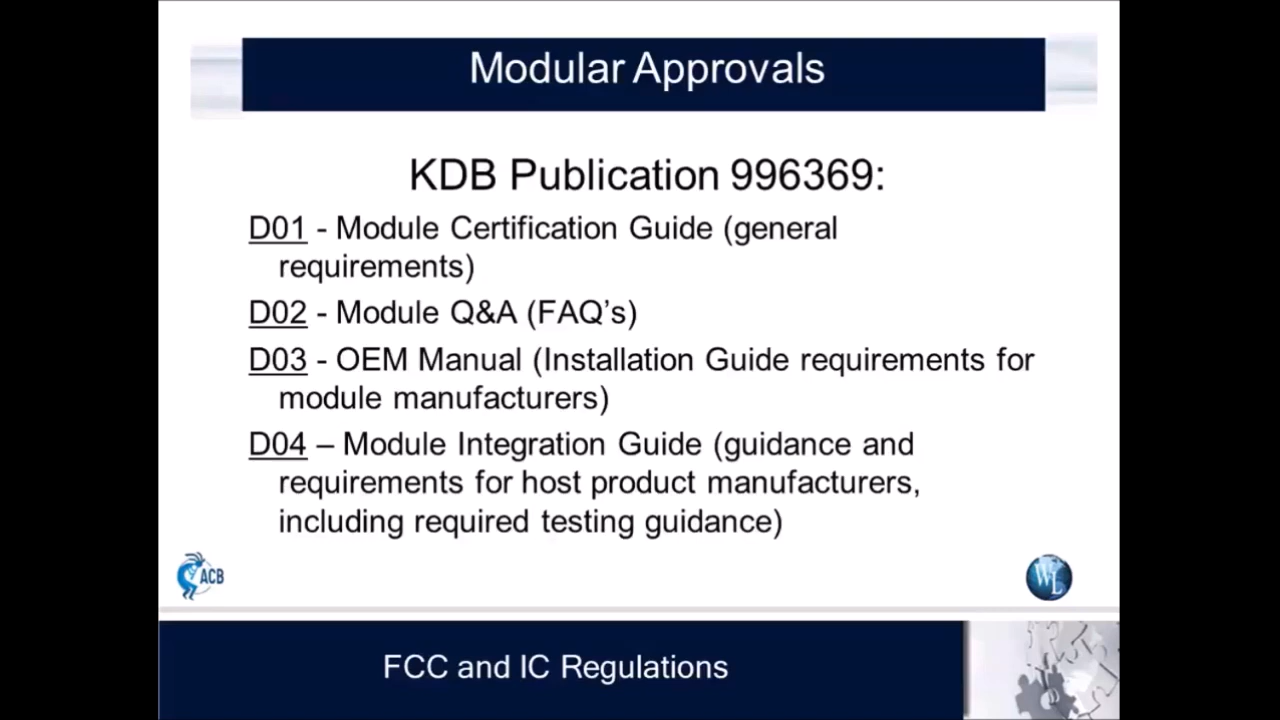 Modular Approvals
KDB Publication 996369:
D01 - Module Certification Guide (general
requirements)
D02 - Module Q&A (FAQ’s)
D03 - OEM Manual (Installation Guide requirements for
module manufacturers)
D04 – Module Integration Guide (guidance and
requirements for host product manufacturers,
including required testing guidance)
ACB
WL
FCC and IC Regulations